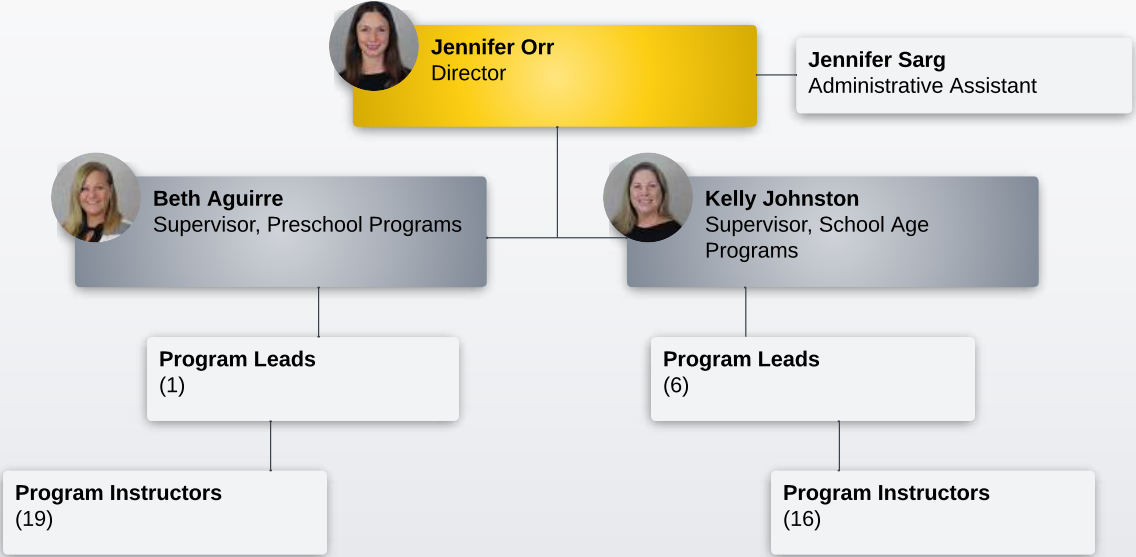 Jennifer Orr
Director
Jennifer Sarg
Administrative Assistant
Beth Aguirre
Supervisor, Preschool Programs
Kelly Johnston
Supervisor, School Age
Programs
Program Leads
(1)
Program Leads
(6)
Program Instructors
(19)
Program Instructors
(16)